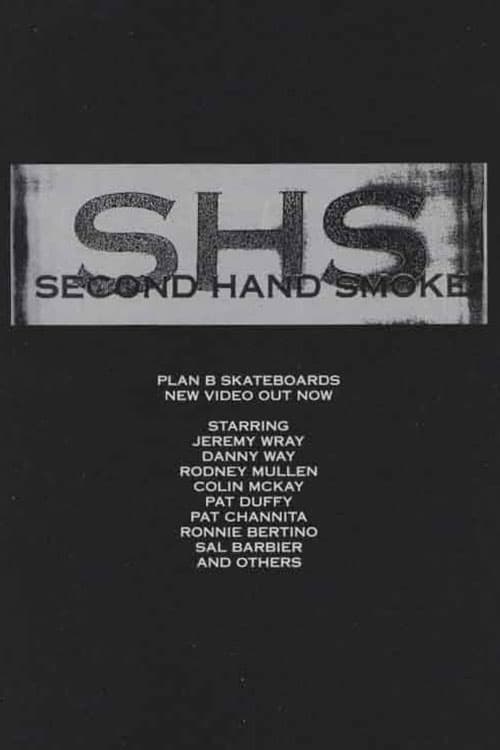 SHS
SECOND HAND SMOKE
PLAN B SKATEBOARDS
NEW VIDEO OUT NOW
STARRING
JEREMY WRAY
DANNY WAY
RODNEY MULLEN
COLIN MCKAY
PAT DUFFY
PAT CHANNITA
RONNIE BERTINO
SAL BARBIER
AND OTHERS